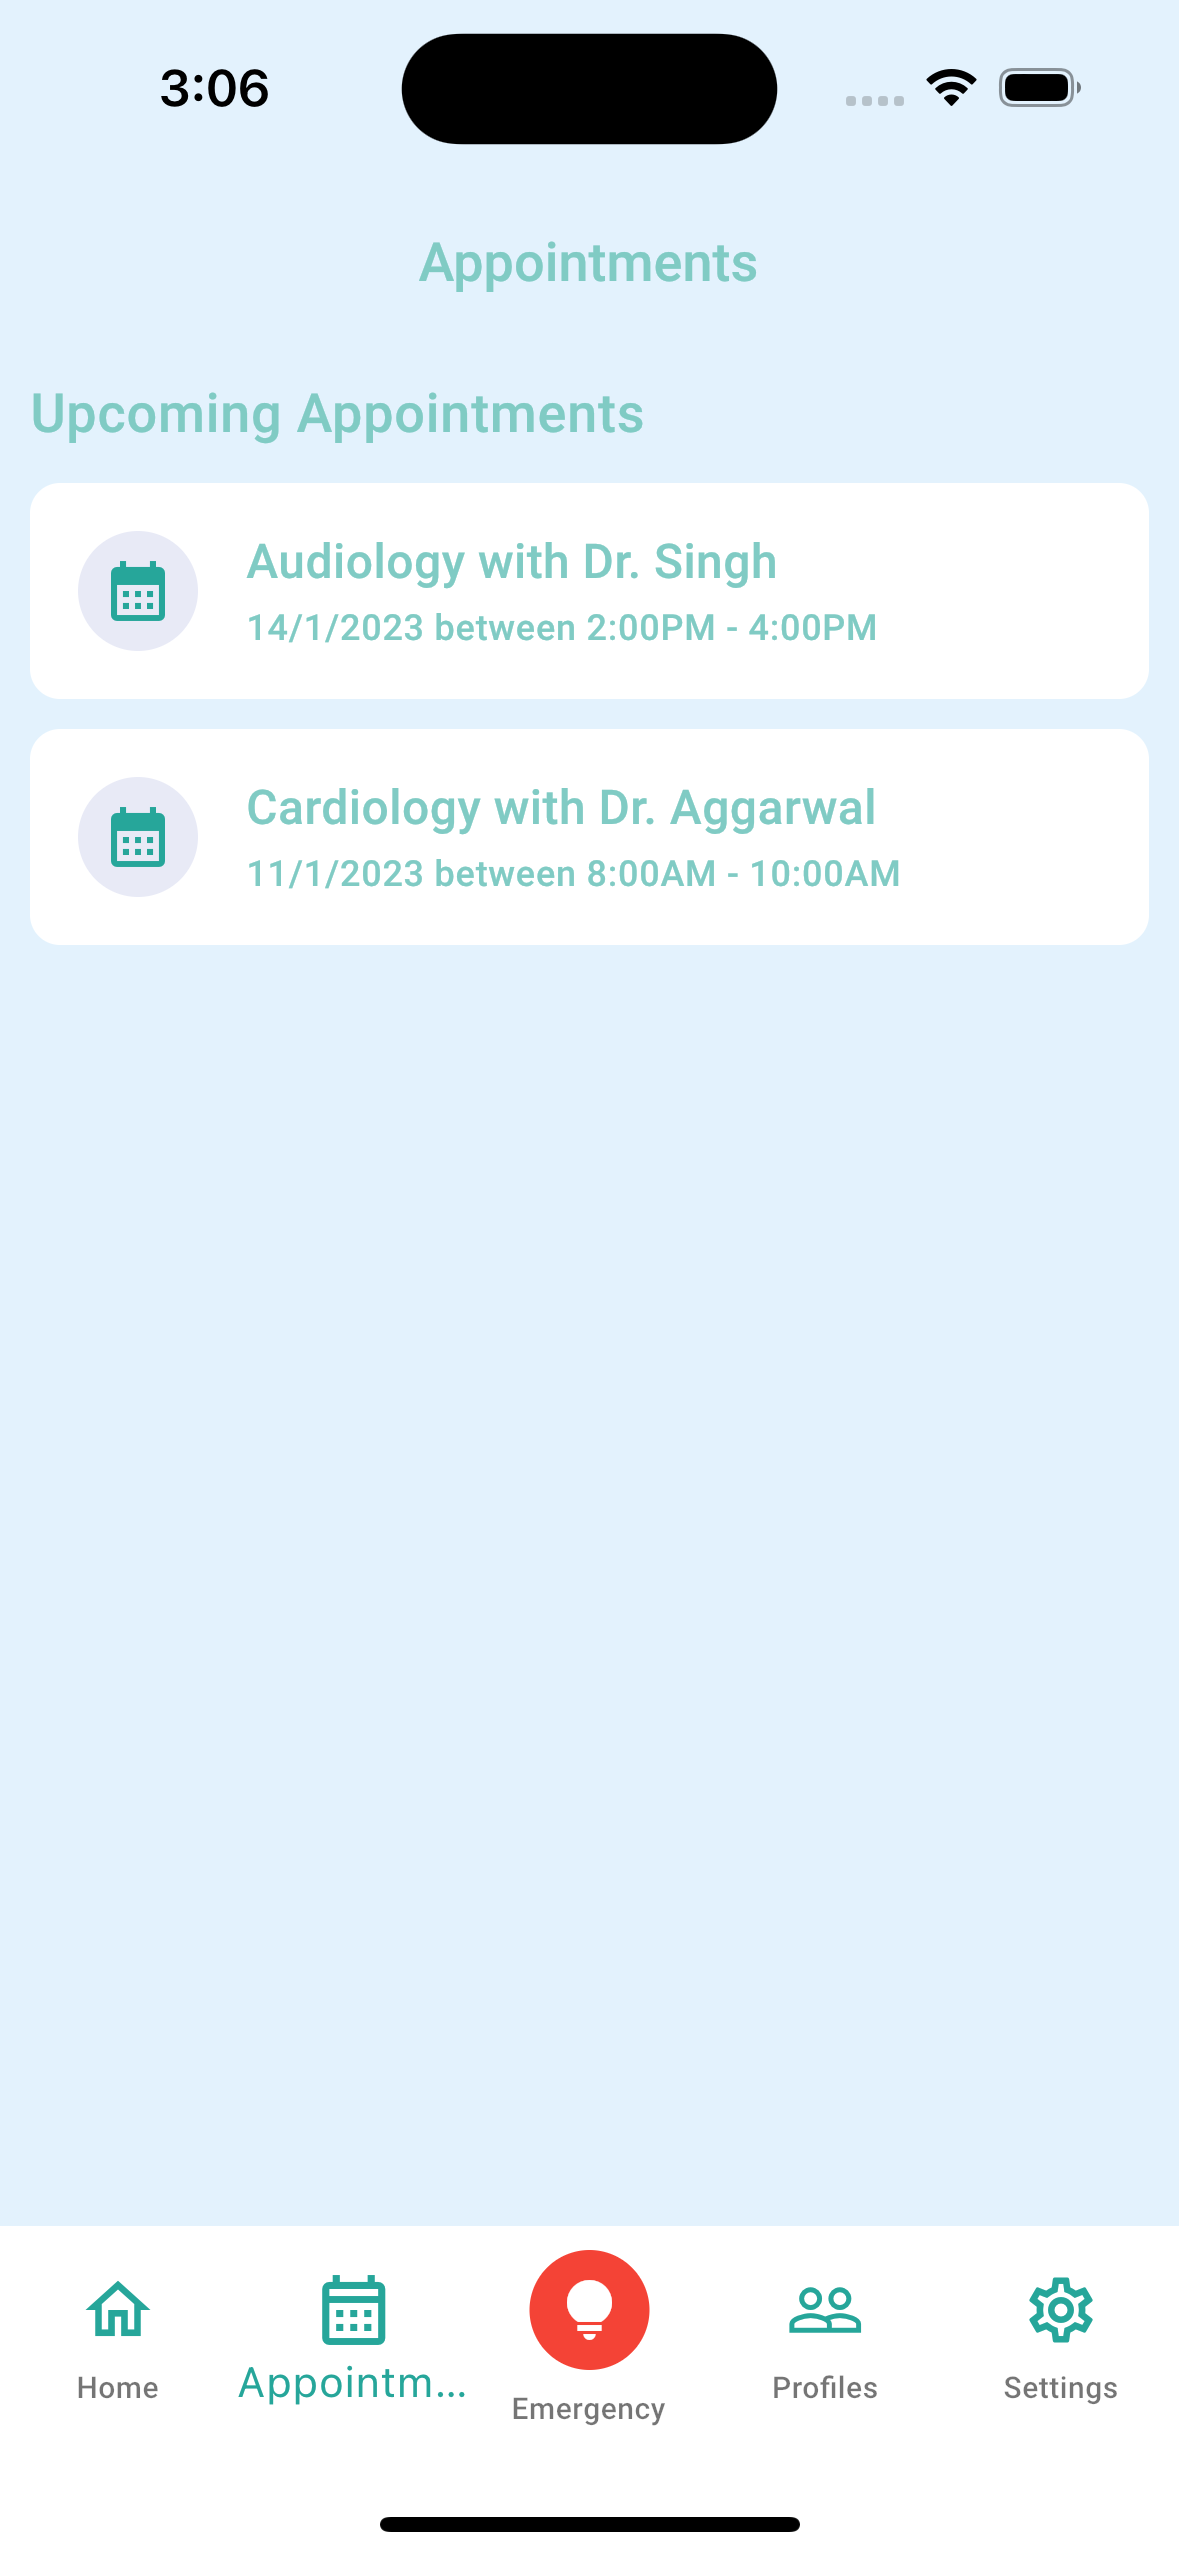 3:06
Appointments
Upcoming Appointments
Audiology with Dr. Singh
14/1/2023 between 2:00PM - 4:00PM
Cardiology with Dr. Aggarwal
11/1/2023 between 8:00AM - 10:00AM
Home
Appointm...
Emergency
Profiles
Settings